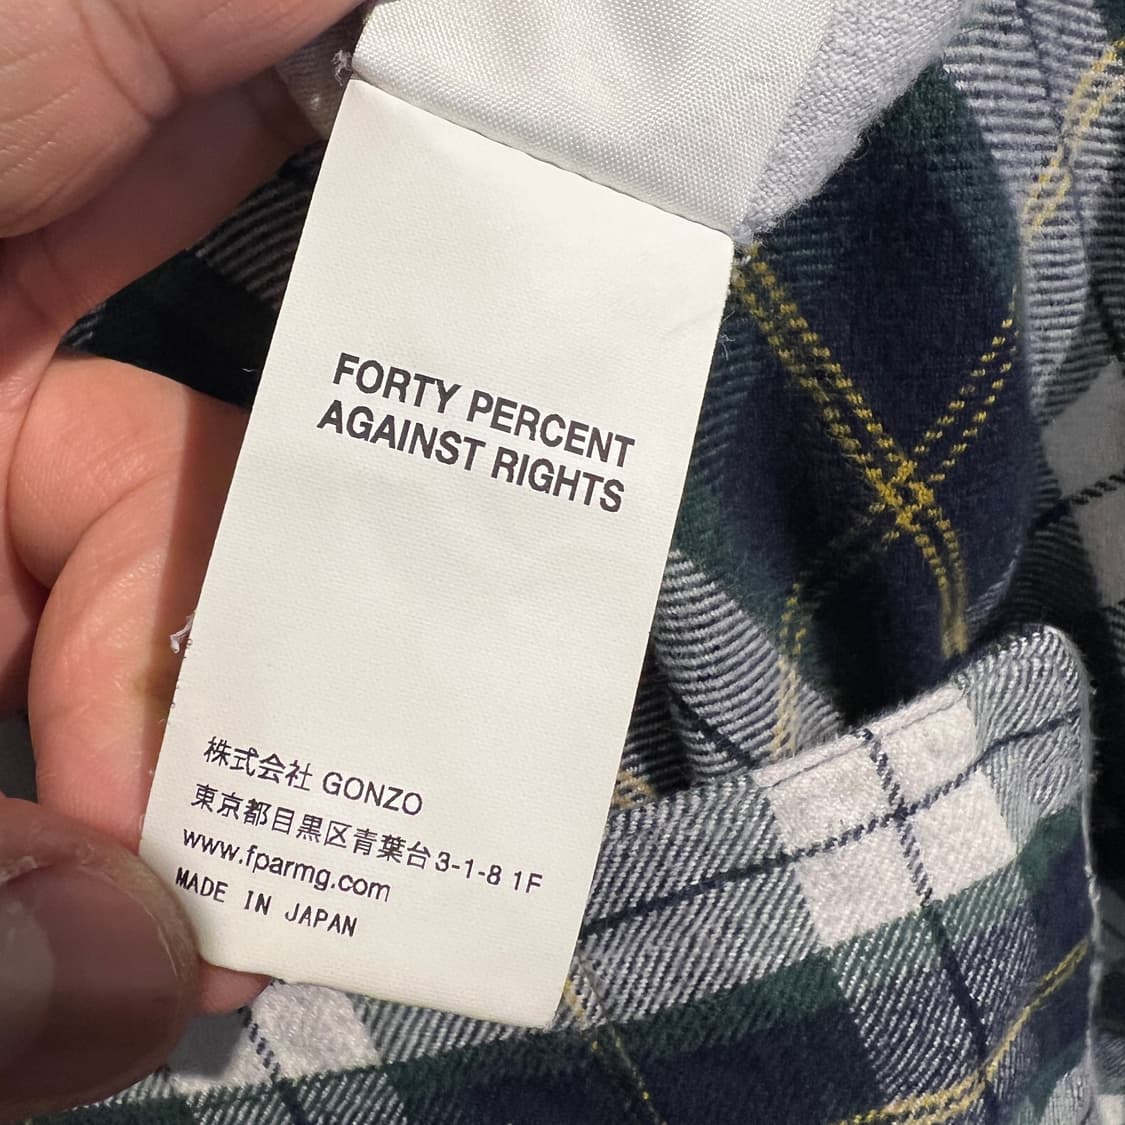 FORTY PERCENT
AGAINST RIGHTS
株式会社 GONZO
東京都目黒区青葉台3-1-8 1F
www.fparmg.com
MADE IN JAPAN